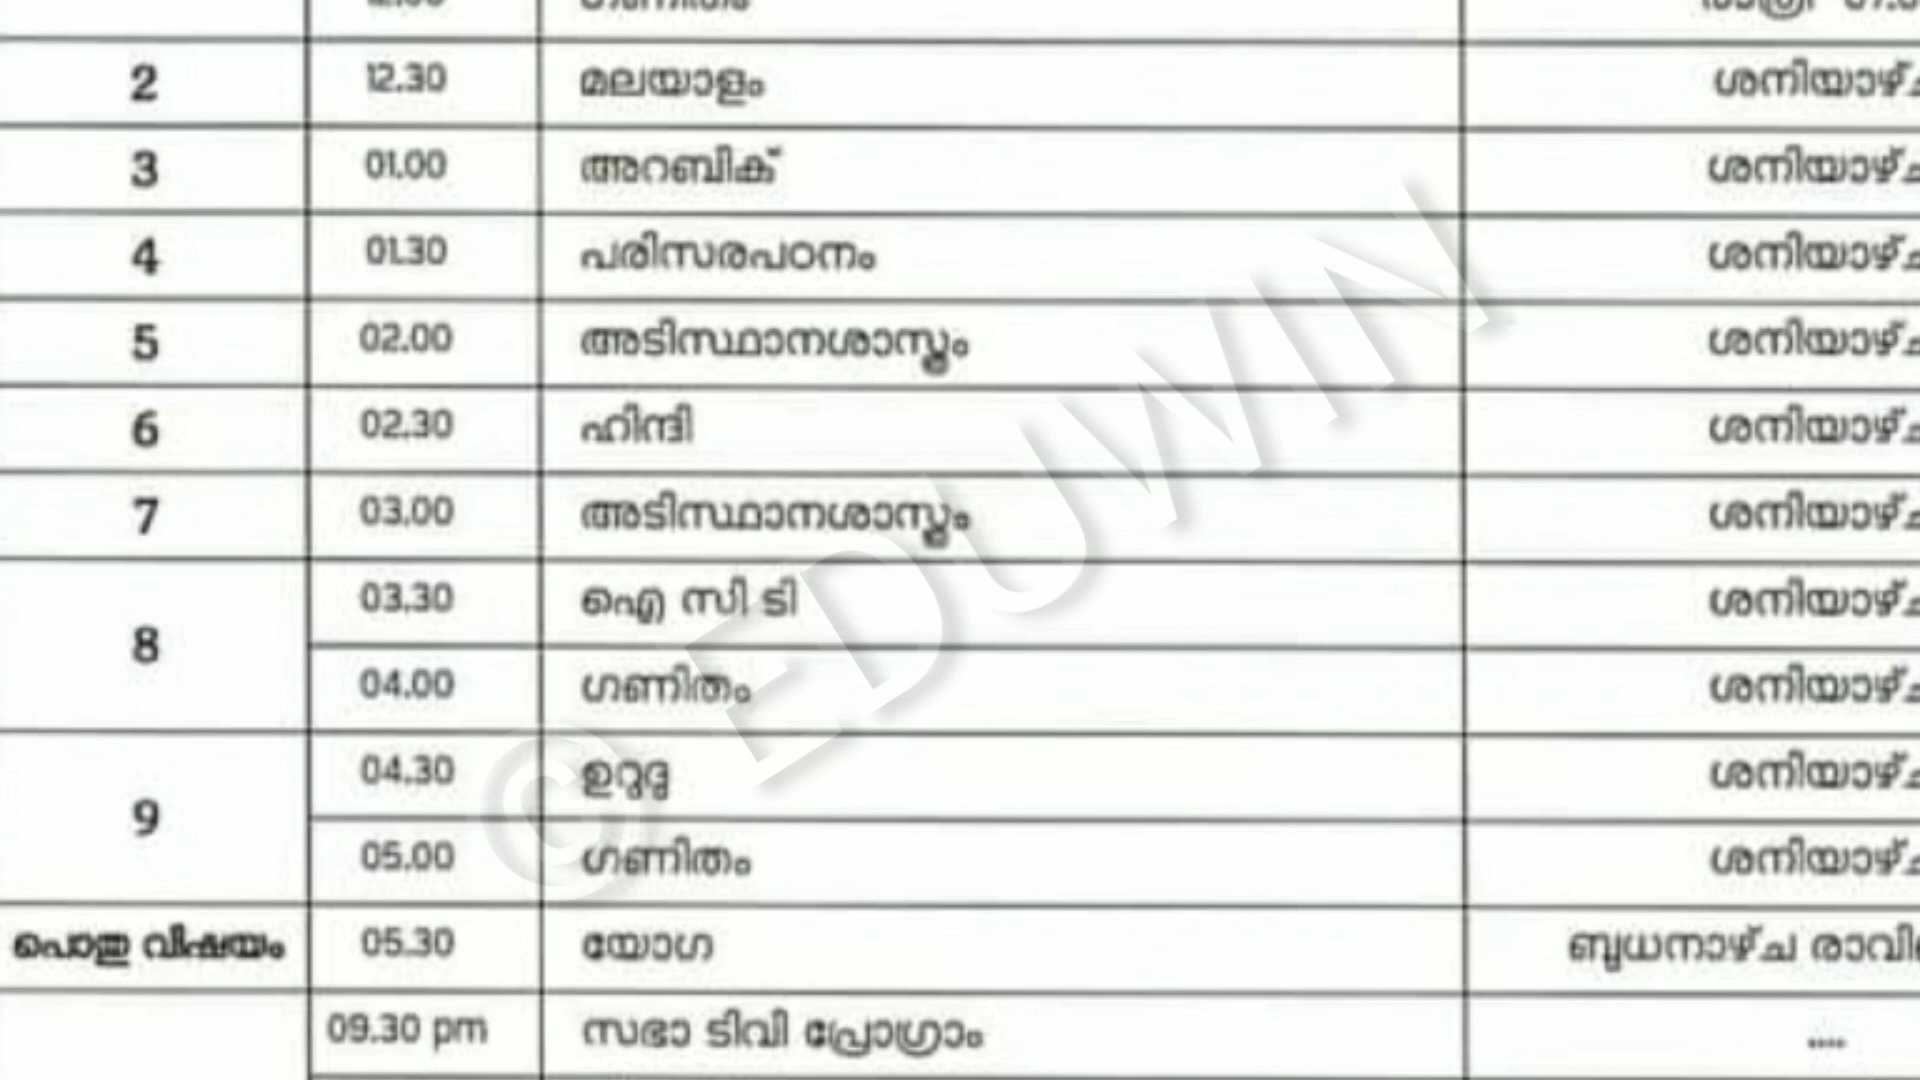 12.00 ഗണിതം
2 12.30 മലയാളം ശനിയാഴ്ച
3 01.00 അറബിക് ശനിയാഴ്ച
4 01.30 പരിസരപഠനം ശനിയാഴ്ച
5 02.00 അടിസ്ഥാനശാസ്ത്രം ശനിയാഴ്ച
6 02.30 ഹിന്ദി ശനിയാഴ്ച
7 03.00 അടിസ്ഥാനശാസ്ത്രം ശനിയാഴ്ച
8 03.30 ഐ സി ടി ശനിയാഴ്ച
04.00 ഗണിതം ശനിയാഴ്ച
9 04.30 ഉറുദു ശനിയാഴ്ച
05.00 ഗണിതം ശനിയാഴ്ച
പൊതു വിഷയം 05.30 യോഗ ബുധനാഴ്ച
09.30 pm സഭാ ടിവി പ്രോഗ്രാം ....
© EDUWIN